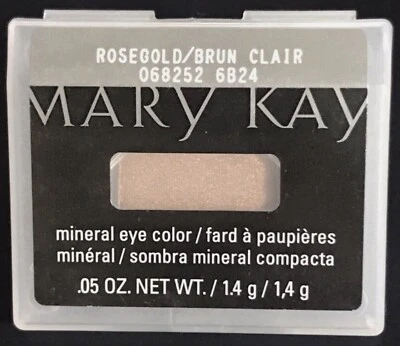 ROSEGOLD/BRUN CLAIR
068252 6B24
MARY KAY
mineral eye color / fard à paupières
minéral / sombra mineral compacta
.05 OZ. NET WT. / 1.4 g / 1,4 g